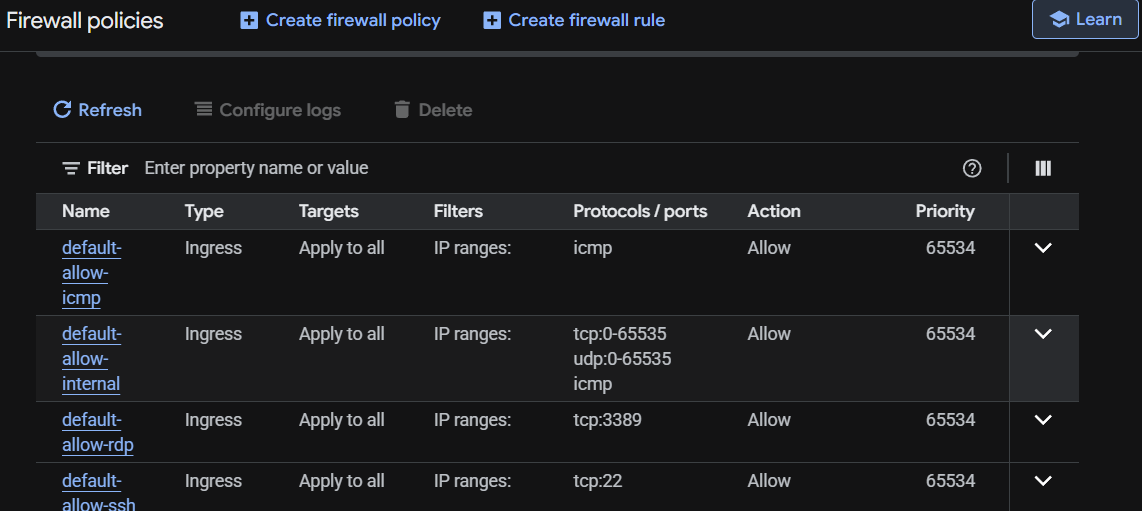 Firewall policies Create firewall policy Create firewall rule Learn
Refresh Configure logs Delete
Filter Enter property name or value
Name Type Targets Filters Protocols / ports Action Priority
default- Ingress Apply to all IP ranges: icmp Allow 65534
allow-
icmp
default- Ingress Apply to all IP ranges: tcp:0-65535 Allow 65534
allow- udp:0-65535
internal icmp
default- Ingress Apply to all IP ranges: tcp:3389 Allow 65534
allow-rdp
default- Ingress Apply to all IP ranges: tcp:22 Allow 65534
allow-ssh